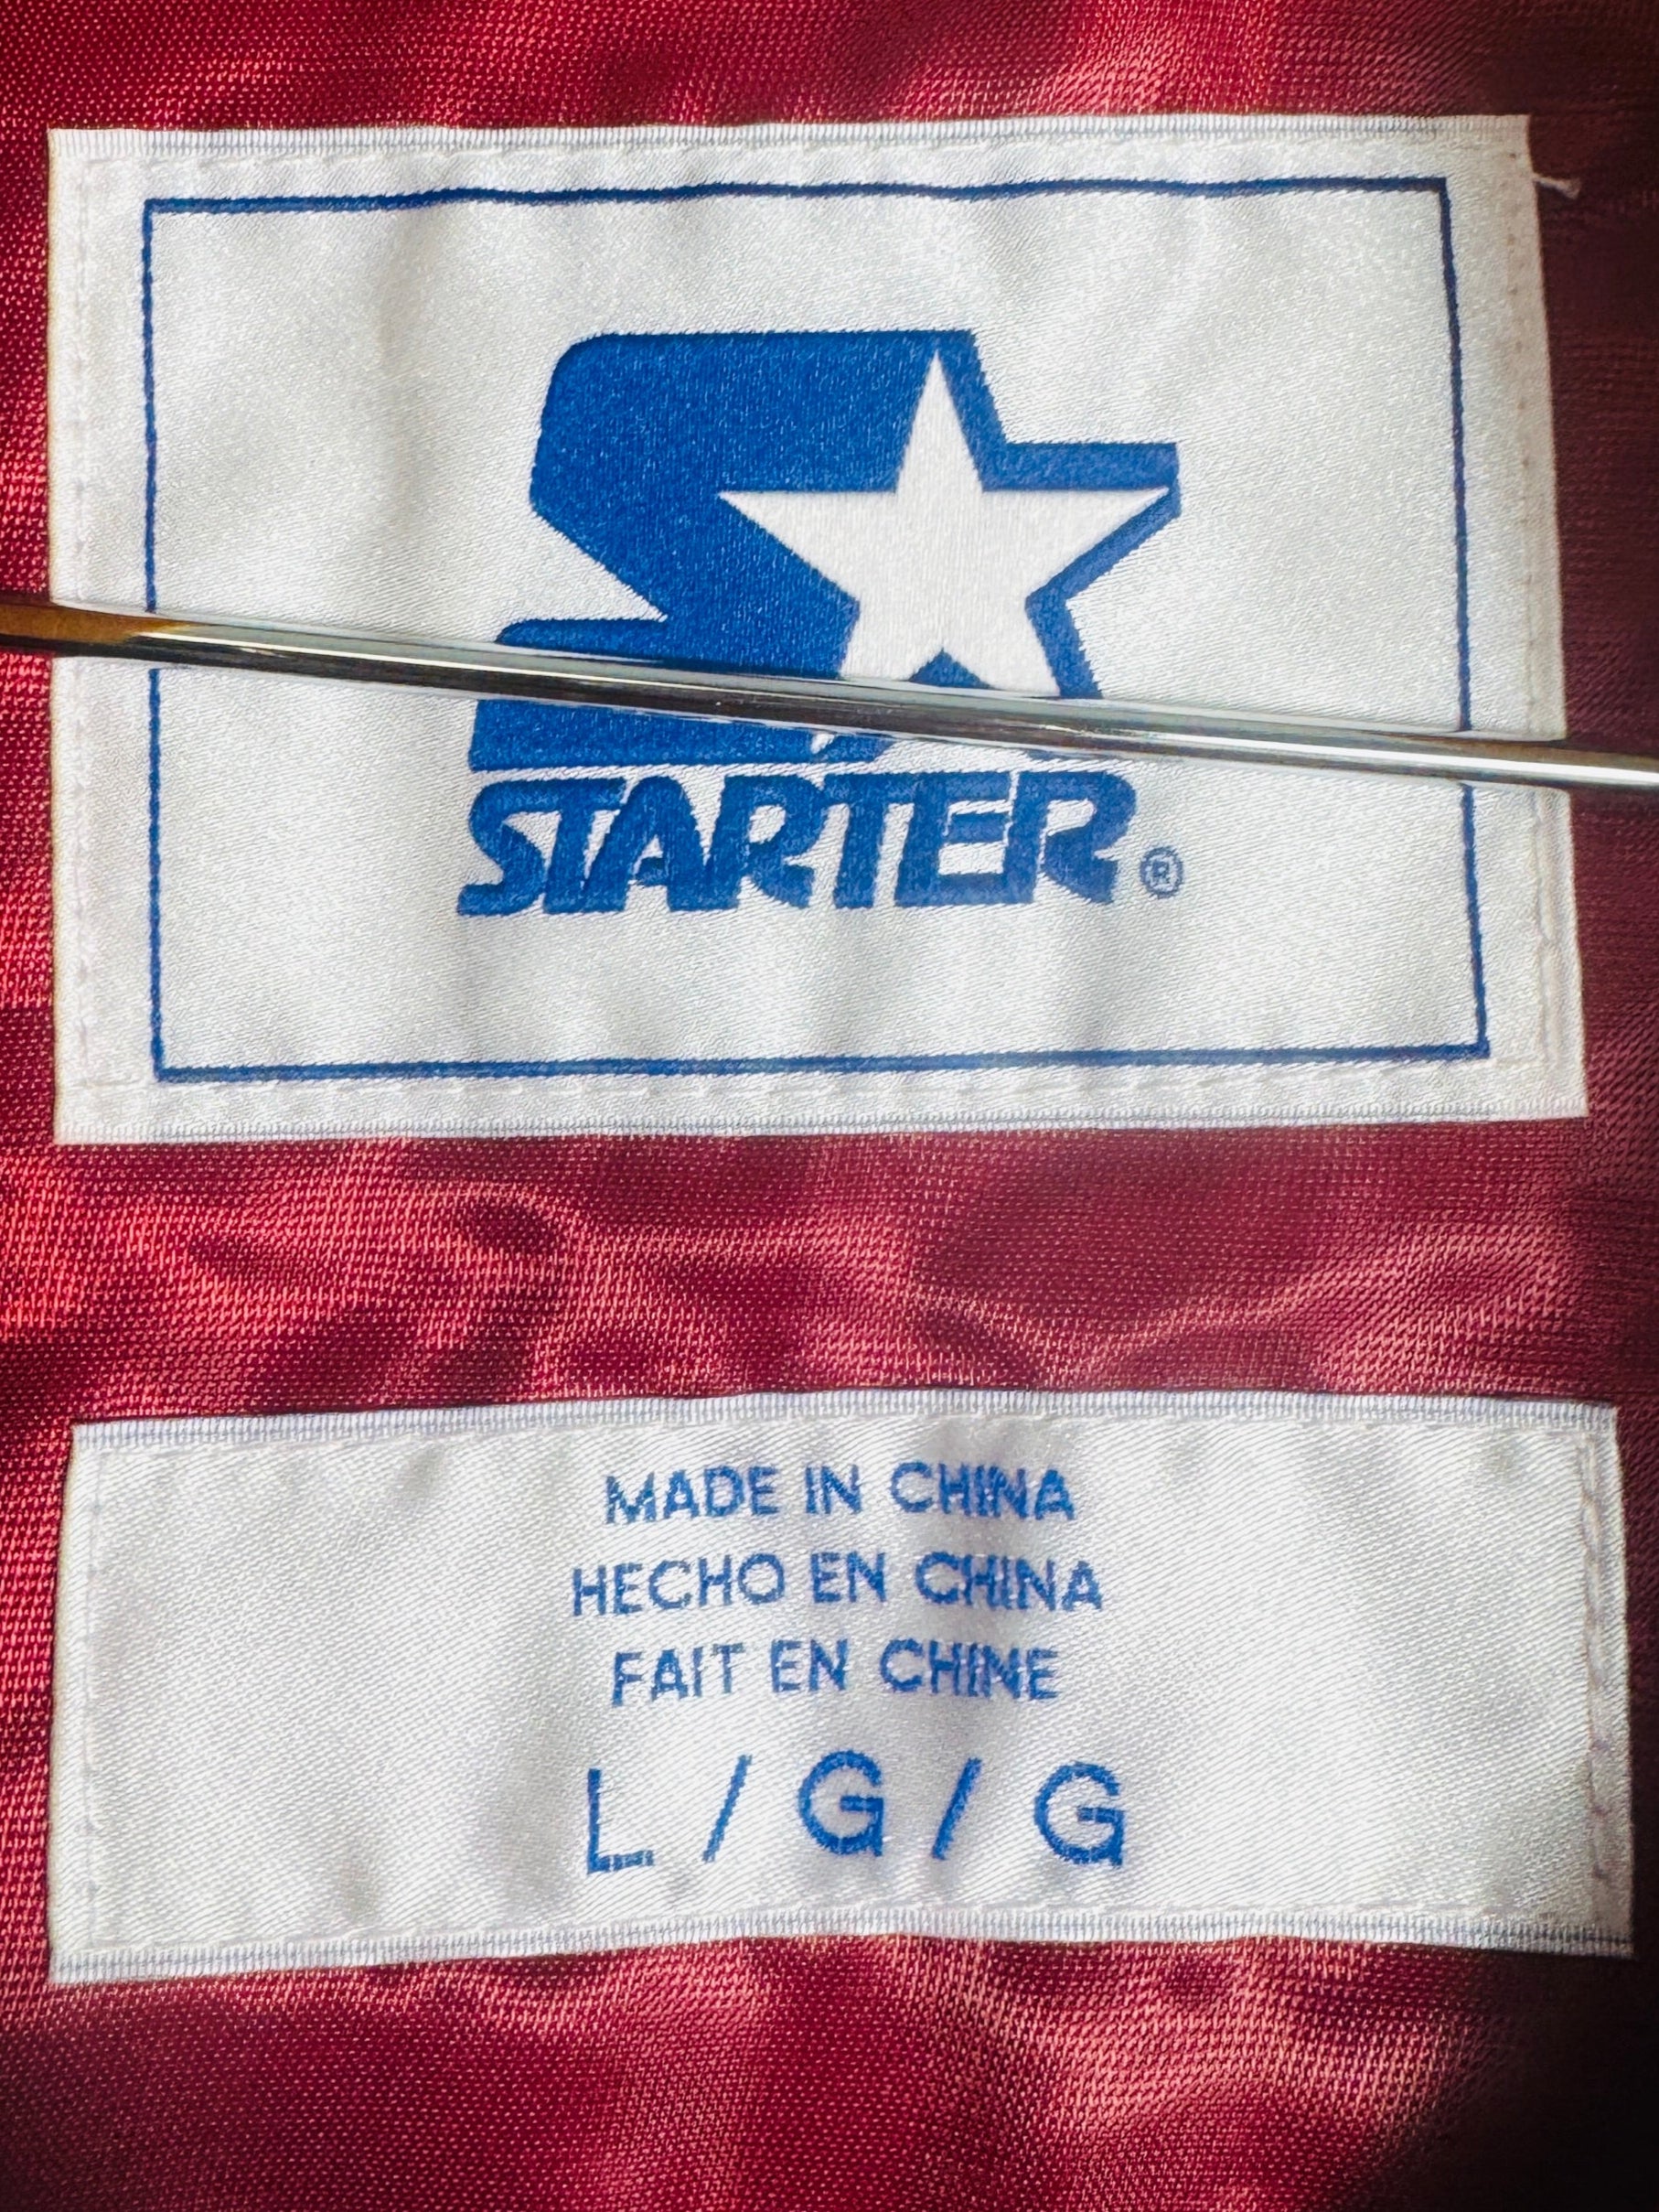 STARTER®
MADE IN CHINA
HECHO EN CHINA
FAIT EN CHINE
L / G / G